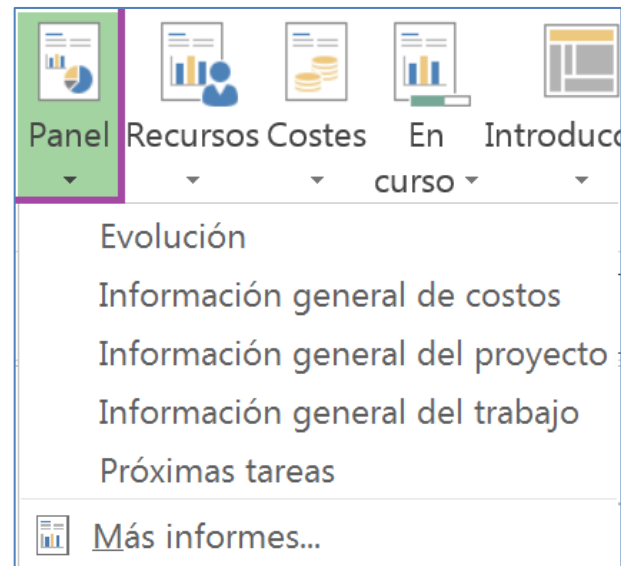 Panel Recursos Costes En Introducc
curso
Evolución
Información general de costos
Información general del proyecto
Información general del trabajo
Próximas tareas
Más informes...